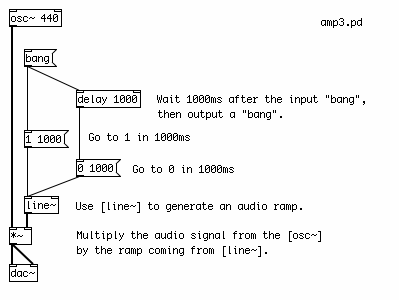 osc~ 440
amp3.pd
bang
delay 1000
Wait 1000ms after the input "bang",
then output a "bang".
1 1000
Go to 1 in 1000ms
0 1000
Go to 0 in 1000ms
line~
Use [line~] to generate an audio ramp.
*~
Multiply the audio signal from the [osc~]
by the ramp coming from [line~].
dac~